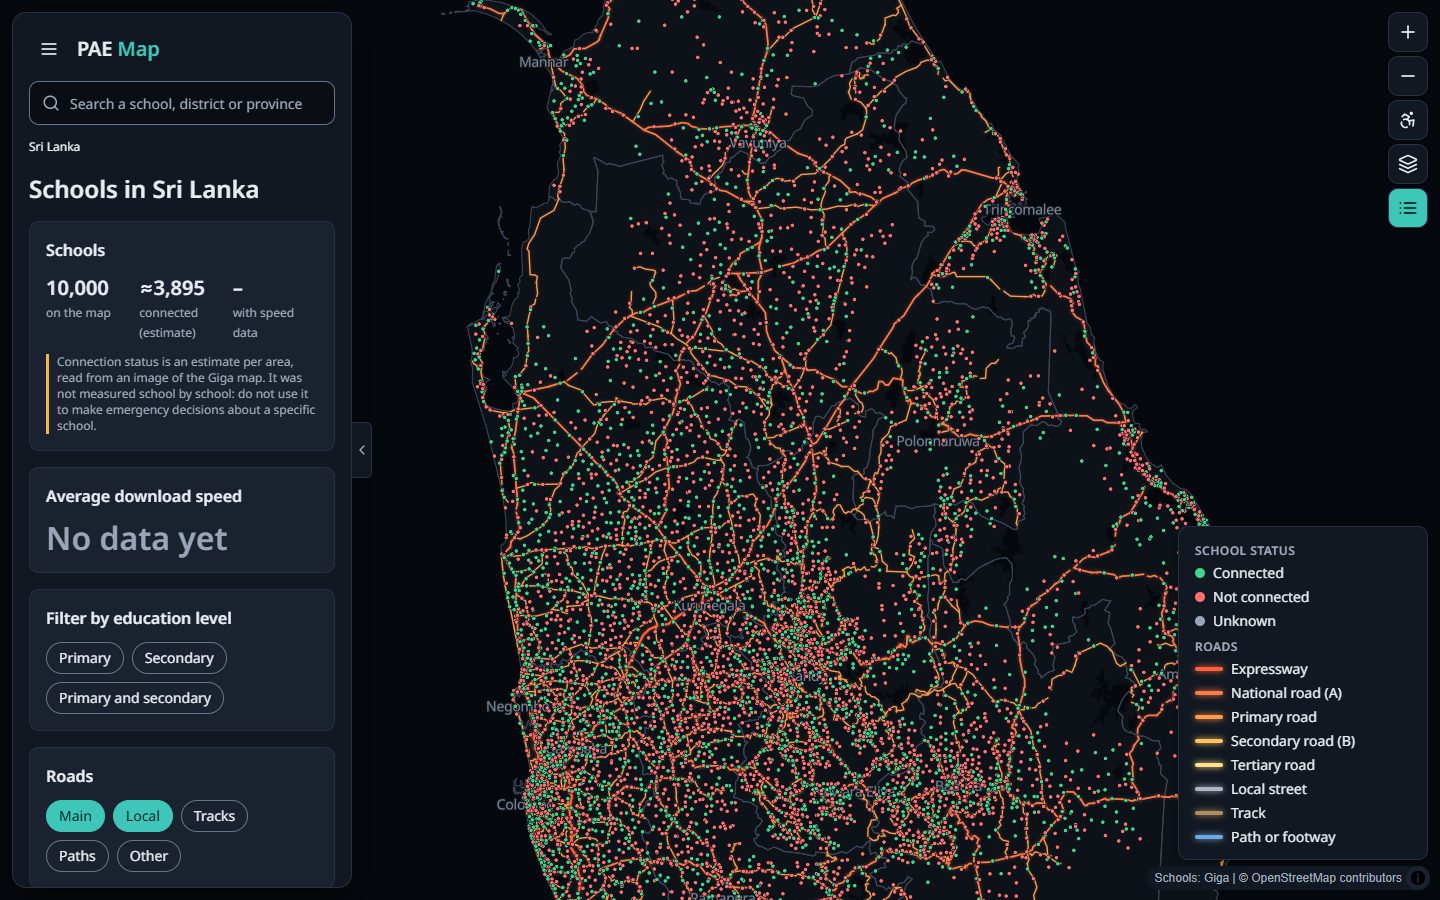 PAE Map
Search a school, district or province
Sri Lanka
Schools in Sri Lanka
Schools
10,000
on the map
≈3,895
connected
(estimate)
–
with speed
data
Connection status is an estimate per area,
read from an image of the Giga map. It was
not measured school by school: do not use it
to make emergency decisions about a specific
school.
Average download speed
No data yet
Filter by education level
Primary
Secondary
Primary and secondary
Roads
Main
Local
Tracks
Paths
Other
Mannar
Vavuniya
Trincomalee
Polonnaruwa
Kurunegala
SCHOOL STATUS
Connected
Not connected
Unknown
ROADS
Expressway
National road (A)
Primary road
Secondary road (B)
Tertiary road
Local street
Track
Path or footway
Schools: Giga | © OpenStreetMap contributors